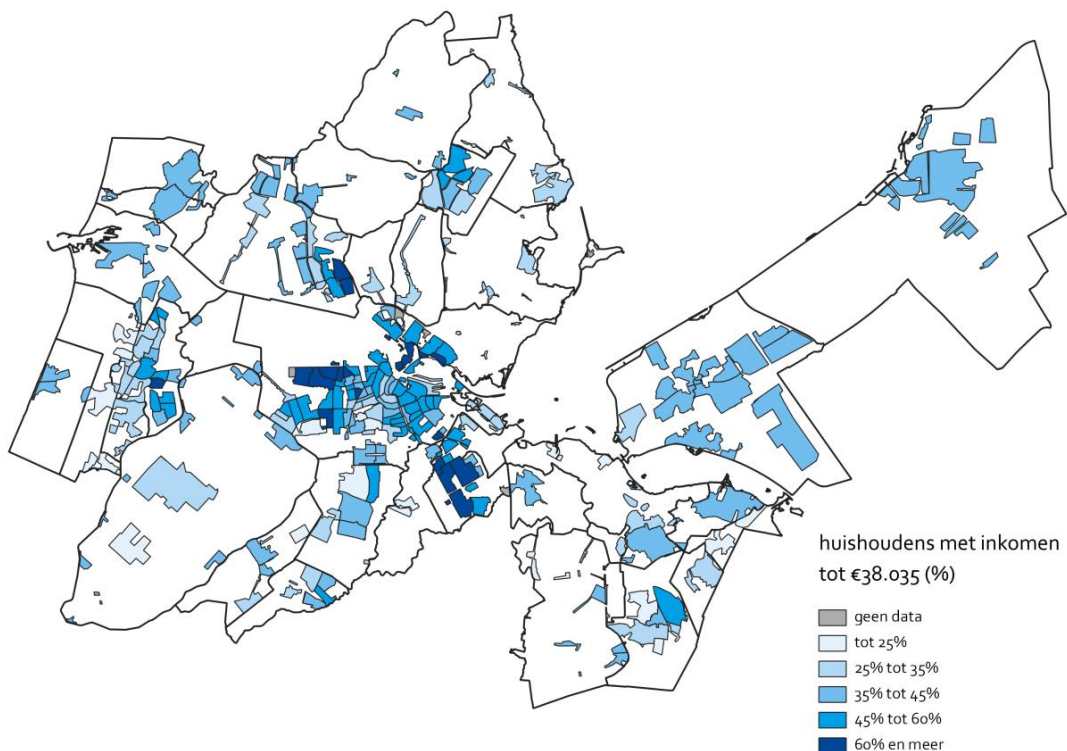 huishoudens met inkomen
tot €38.035 (%)
geen data
tot 25%
25% tot 35%
35% tot 45%
45% tot 60%
60% en meer